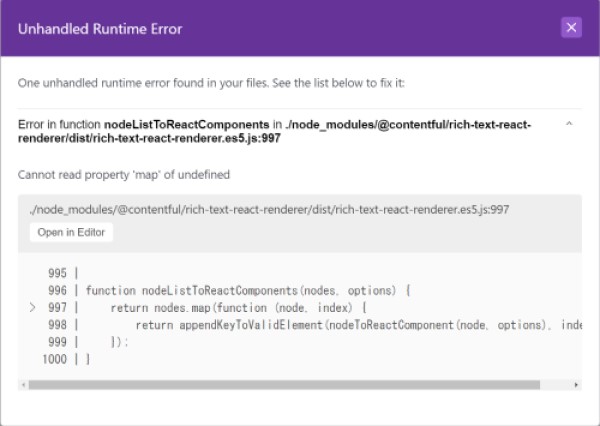 Unhandled Runtime Error
One unhandled runtime error found in your files. See the list below to fix it:
Error in function nodeListToReactComponents in ./node_modules/@contentful/rich-text-react-
renderer/dist/rich-text-react-renderer.es5.js:997
Cannot read property 'map' of undefined
./node_modules/@contentful/rich-text-react-renderer/dist/rich-text-react-renderer.es5.js:997
Open in Editor
995 |
996 | function nodeListToReactComponents(nodes, options) {
> 997 |     return nodes.map(function (node, index) {
998 |         return appendKeyToValidElement(nodeToReactComponent(node, options), inde
999 |     });
1000 | }